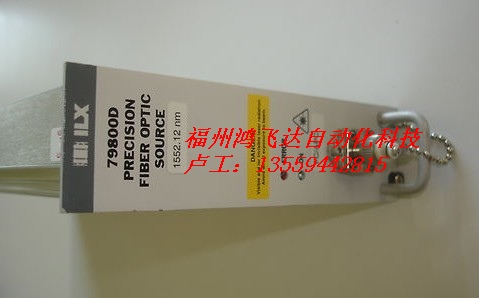 ILX
79800D
PRECISION
FIBER OPTIC
SOURCE
1552.12 nm
DANGER
福州鸿飞达自动化科技
卢工：13559442815